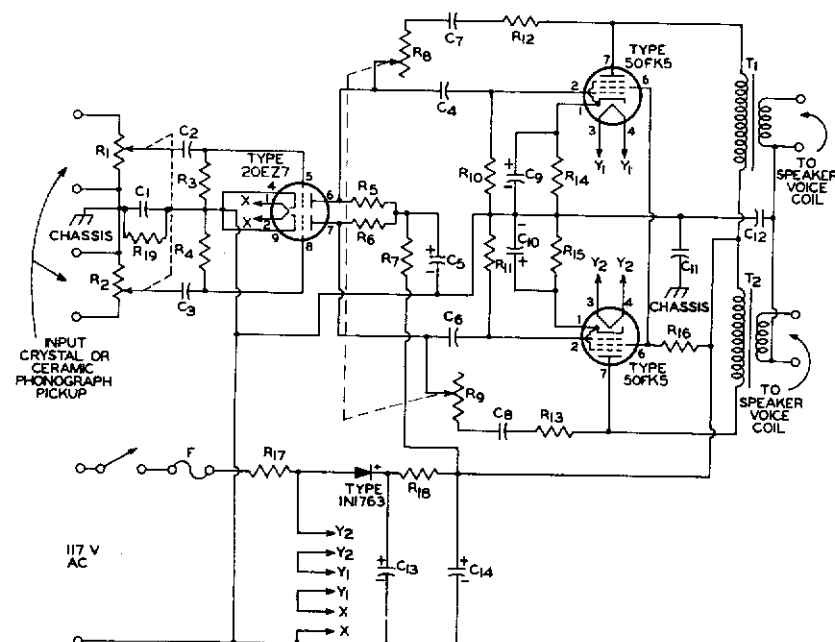 C7
R12
TYPE
50FK5
R8
7
6
T1
2
C4
1
3
4
C2
R1
TYPE
20EZ7
5
R3
4
6
R5
R10
+
-
C9
R14
Y1
Y1
TO
SPEAKER
VOICE
COIL
C1
X
1
X
2
R6
CHASSIS
R19
R4
9
8
7
R7
+
-
C5
R11
-
C10
+
R15
C11
C12
CHASSIS
Y2
Y2
T2
R2
C3
C6
1
3
4
2
6
R16
7
TYPE
50FK5
INPUT
CRYSTAL OR
CERAMIC
PHONOGRAPH
PICKUP
R9
C8
R13
TO
SPEAKER
VOICE
COIL
F
R17
+
TYPE
1N1763
R18
117 V
AC
Y2
Y2
Y1
Y1
X
X
+
-
C13
+
-
C14